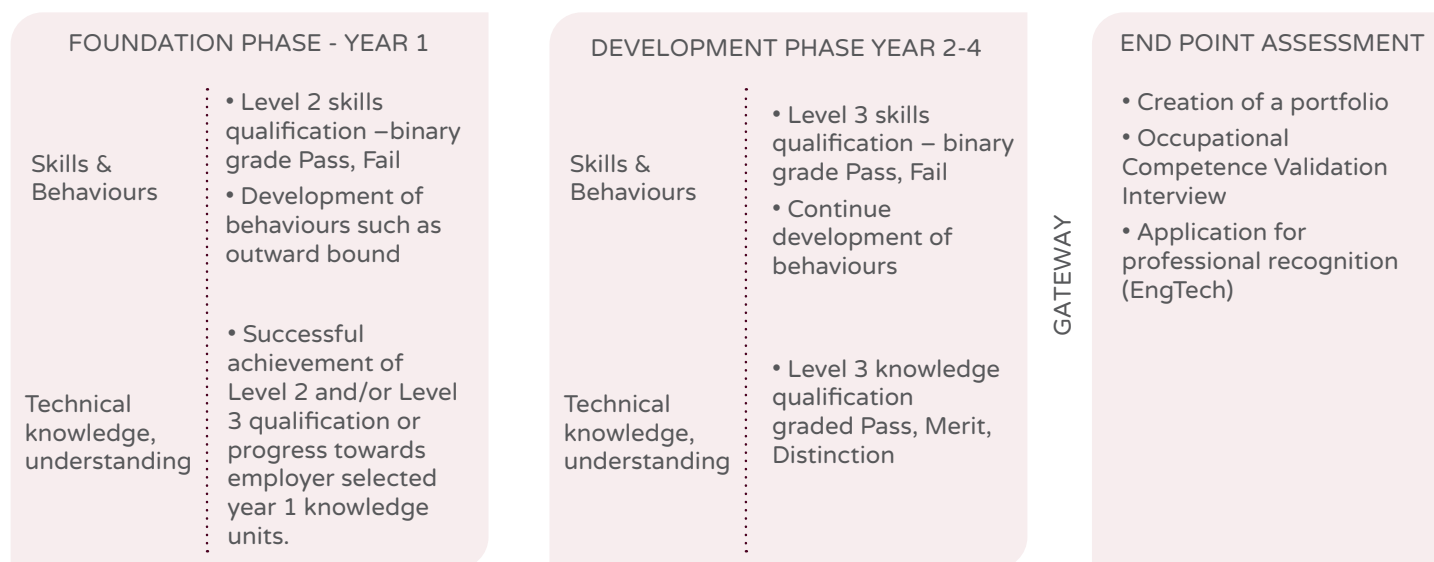 FOUNDATION PHASE - YEAR 1
Skills &
Behaviours
• Level 2 skills
qualification –binary
grade Pass, Fail
• Development of
behaviours such as
outward bound
Technical
knowledge,
understanding
• Successful
achievement of
Level 2 and/or Level
3 qualification or
progress towards
employer selected
year 1 knowledge
units.
DEVELOPMENT PHASE YEAR 2-4
Skills &
Behaviours
• Level 3 skills
qualification – binary
grade Pass, Fail
• Continue
development of
behaviours
Technical
knowledge,
understanding
• Level 3 knowledge
qualification
graded Pass, Merit,
Distinction
GATEWAY
END POINT ASSESSMENT
• Creation of a portfolio
• Occupational
Competence Validation
Interview
• Application for
professional recognition
(EngTech)